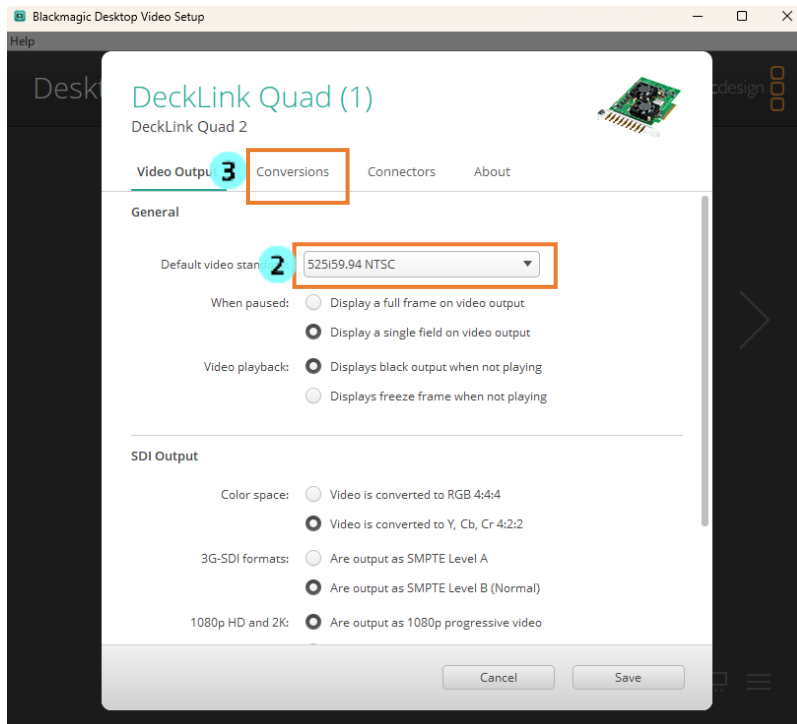 Blackmagic Desktop Video Setup
Help
DeckLink Quad (1)
DeckLink Quad 2
Video Outpu 3 Conversions Connectors About
General
2 525i59.94 NTSC
When paused: Display a full frame on video output
Display a single field on video output
Video playback: Displays black output when not playing
Displays freeze frame when not playing
SDI Output
Color space: Video is converted to RGB 4:4:4
Video is converted to Y, Cb, Cr 4:2:2
3G-SDI formats: Are output as SMPTE Level A
Are output as SMPTE Level B (Normal)
1080p HD and 2K: Are output as 1080p progressive video
Cancel Save